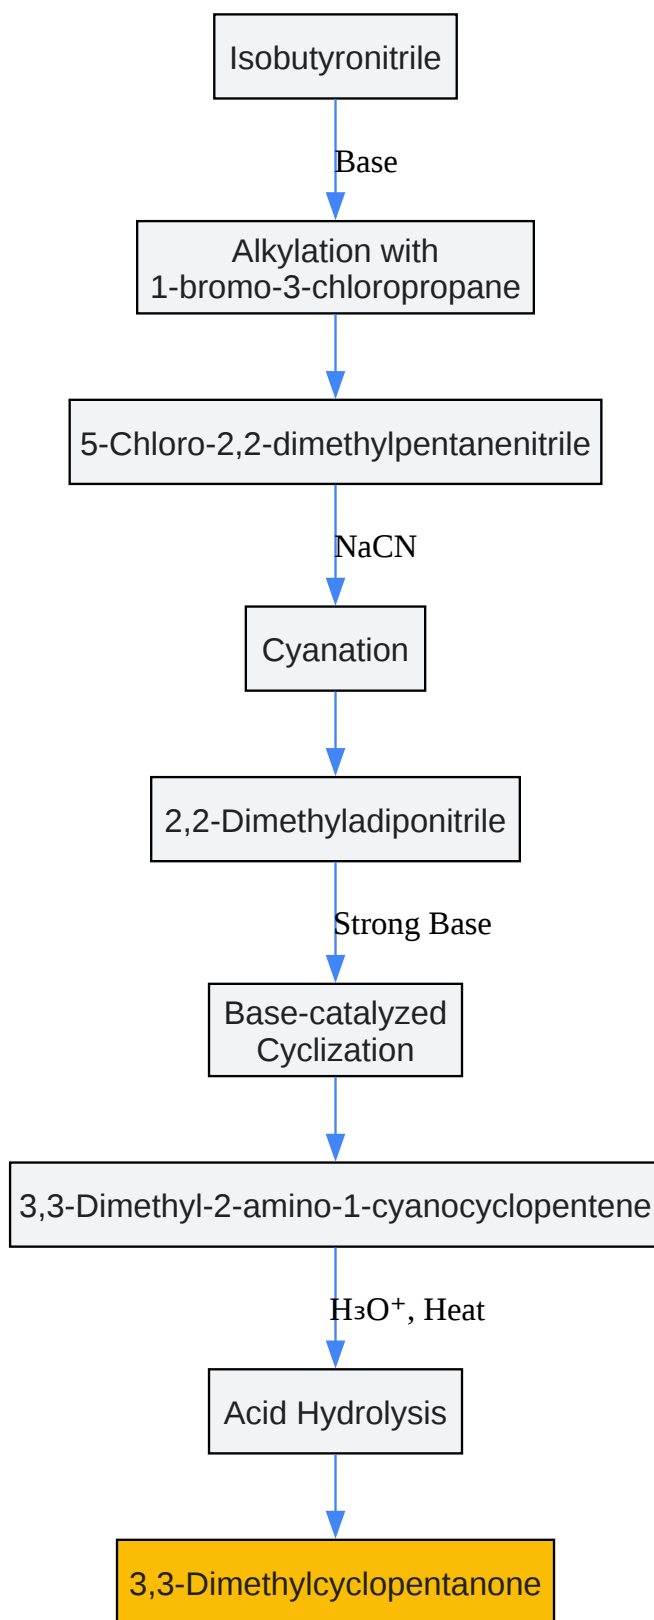 Isobutyronitrile
Base
Alkylation with
1-bromo-3-chloropropane
5-Chloro-2,2-dimethylpentanenitrile
NaCN
Cyanation
2,2-Dimethyladiponitrile
Strong Base
Base-catalyzed
Cyclization
3,3-Dimethyl-2-amino-1-cyanocyclopentene
H₃O⁺, Heat
Acid Hydrolysis
3,3-Dimethylcyclopentanone